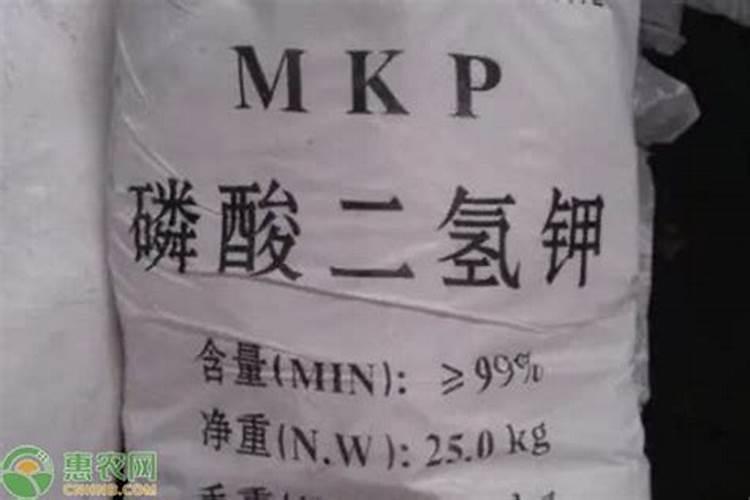 MKP
磷酸二氢钾
含量(MIN): ≥99%
净重(N.W): 25.0 kg
惠农网
CNHNB.COM